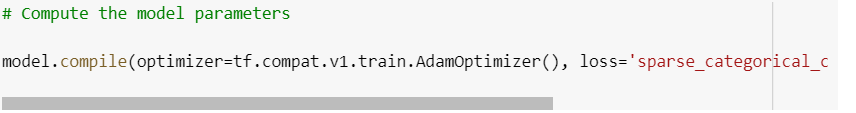 # Compute the model parameters
model.compile(optimizer=tf.compat.v1.train.AdamOptimizer(), loss='sparse_categorical_c